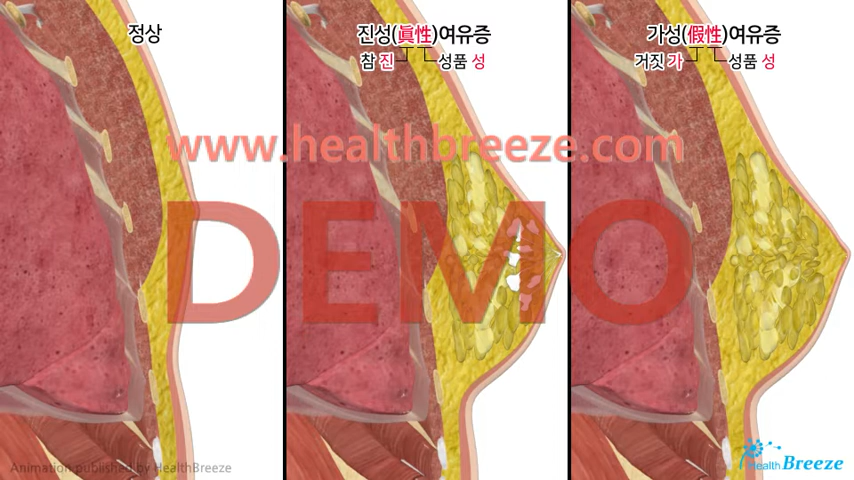 정상
진성(眞性)여유증
참 진 성품 성
가성(假性)여유증
거짓 가 성품 성
www.healthbreeze.com
DEMO
Animation published by HealthBreeze
Health Breeze